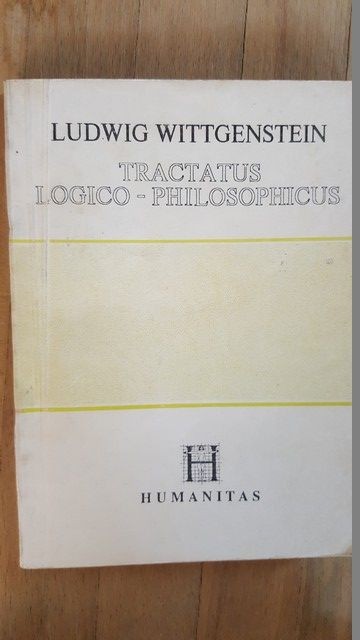 LUDWIG WITTGENSTEIN
TRACTATUS
LOGICO - PHILOSOPHICUS
H
HUMANITAS